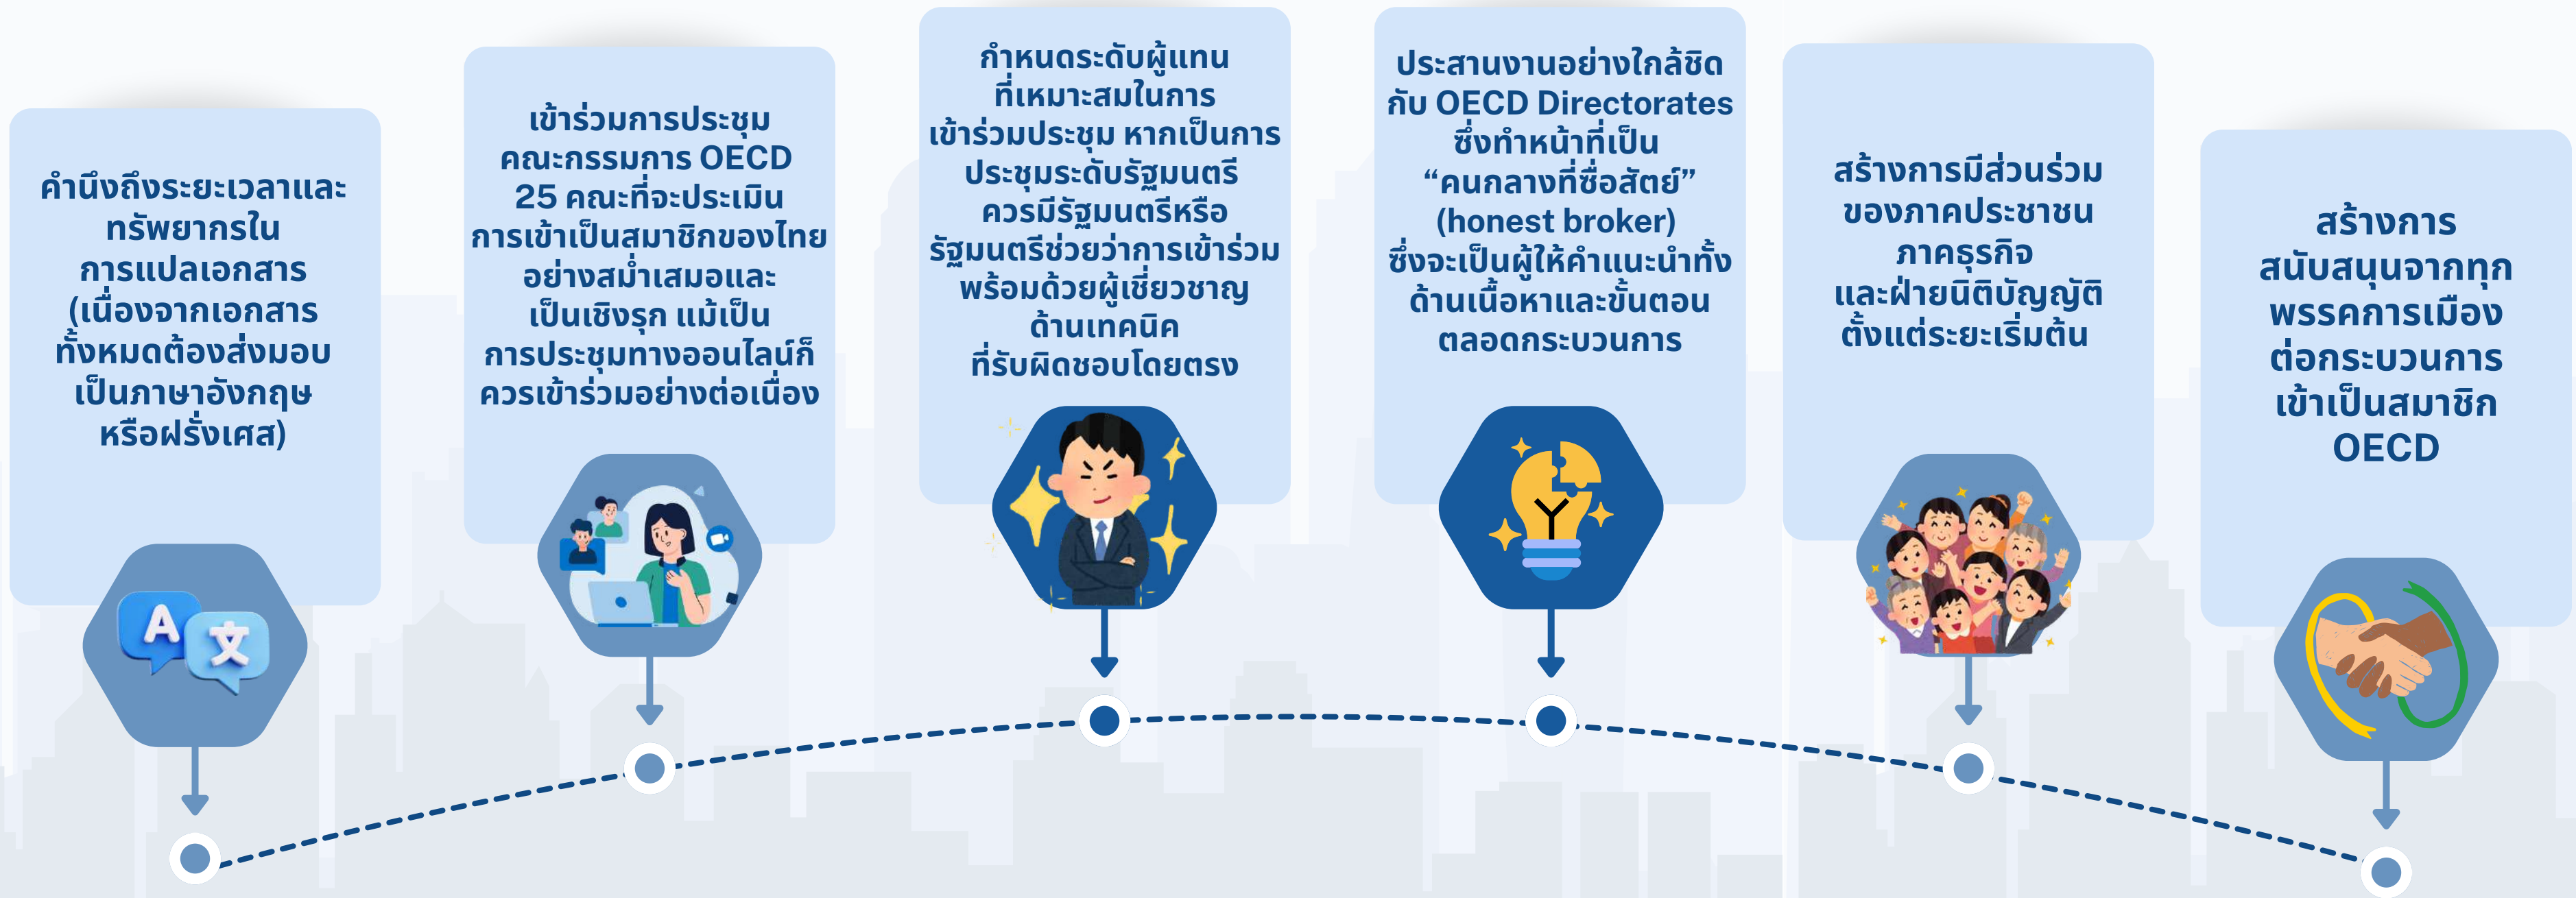 คำนึงถึงระยะเวลาและ
ทรัพยากรใน
การแปลเอกสาร
(เนื่องจากเอกสาร
ทั้งหมดต้องส่งมอบ
เป็นภาษาอังกฤษ
หรือฝรั่งเศส)
เข้าร่วมการประชุม
คณะกรรมการ OECD
25 คณะที่จะประเมิน
การเข้าเป็นสมาชิกของไทย
อย่างสม่ำเสมอและ
เป็นเชิงรุก แม้เป็น
การประชุมทางออนไลน์ก็
ควรเข้าร่วมอย่างต่อเนื่อง
กำหนดระดับผู้แทน
ที่เหมาะสมในการ
เข้าร่วมประชุม หากเป็นการ
ประชุมระดับรัฐมนตรี
ควรมีรัฐมนตรีหรือ
รัฐมนตรีช่วยว่าการเข้าร่วม
พร้อมด้วยผู้เชี่ยวชาญ
ด้านเทคนิค
ที่รับผิดชอบโดยตรง
ประสานงานอย่างใกล้ชิด
กับ OECD Directorates
ซึ่งทำหน้าที่เป็น
“คนกลางที่ซื่อสัตย์”
(honest broker)
ซึ่งจะเป็นผู้ให้คำแนะนำทั้ง
ด้านเนื้อหาและขั้นตอน
ตลอดกระบวนการ
สร้างการมีส่วนร่วม
ของภาคประชาชน
ภาคธุรกิจ
และฝ่ายนิติบัญญัติ
ตั้งแต่ระยะเริ่มต้น
สร้างการ
สนับสนุนจากทุก
พรรคการเมือง
ต่อกระบวนการ
เข้าเป็นสมาชิก
OECD
A
文